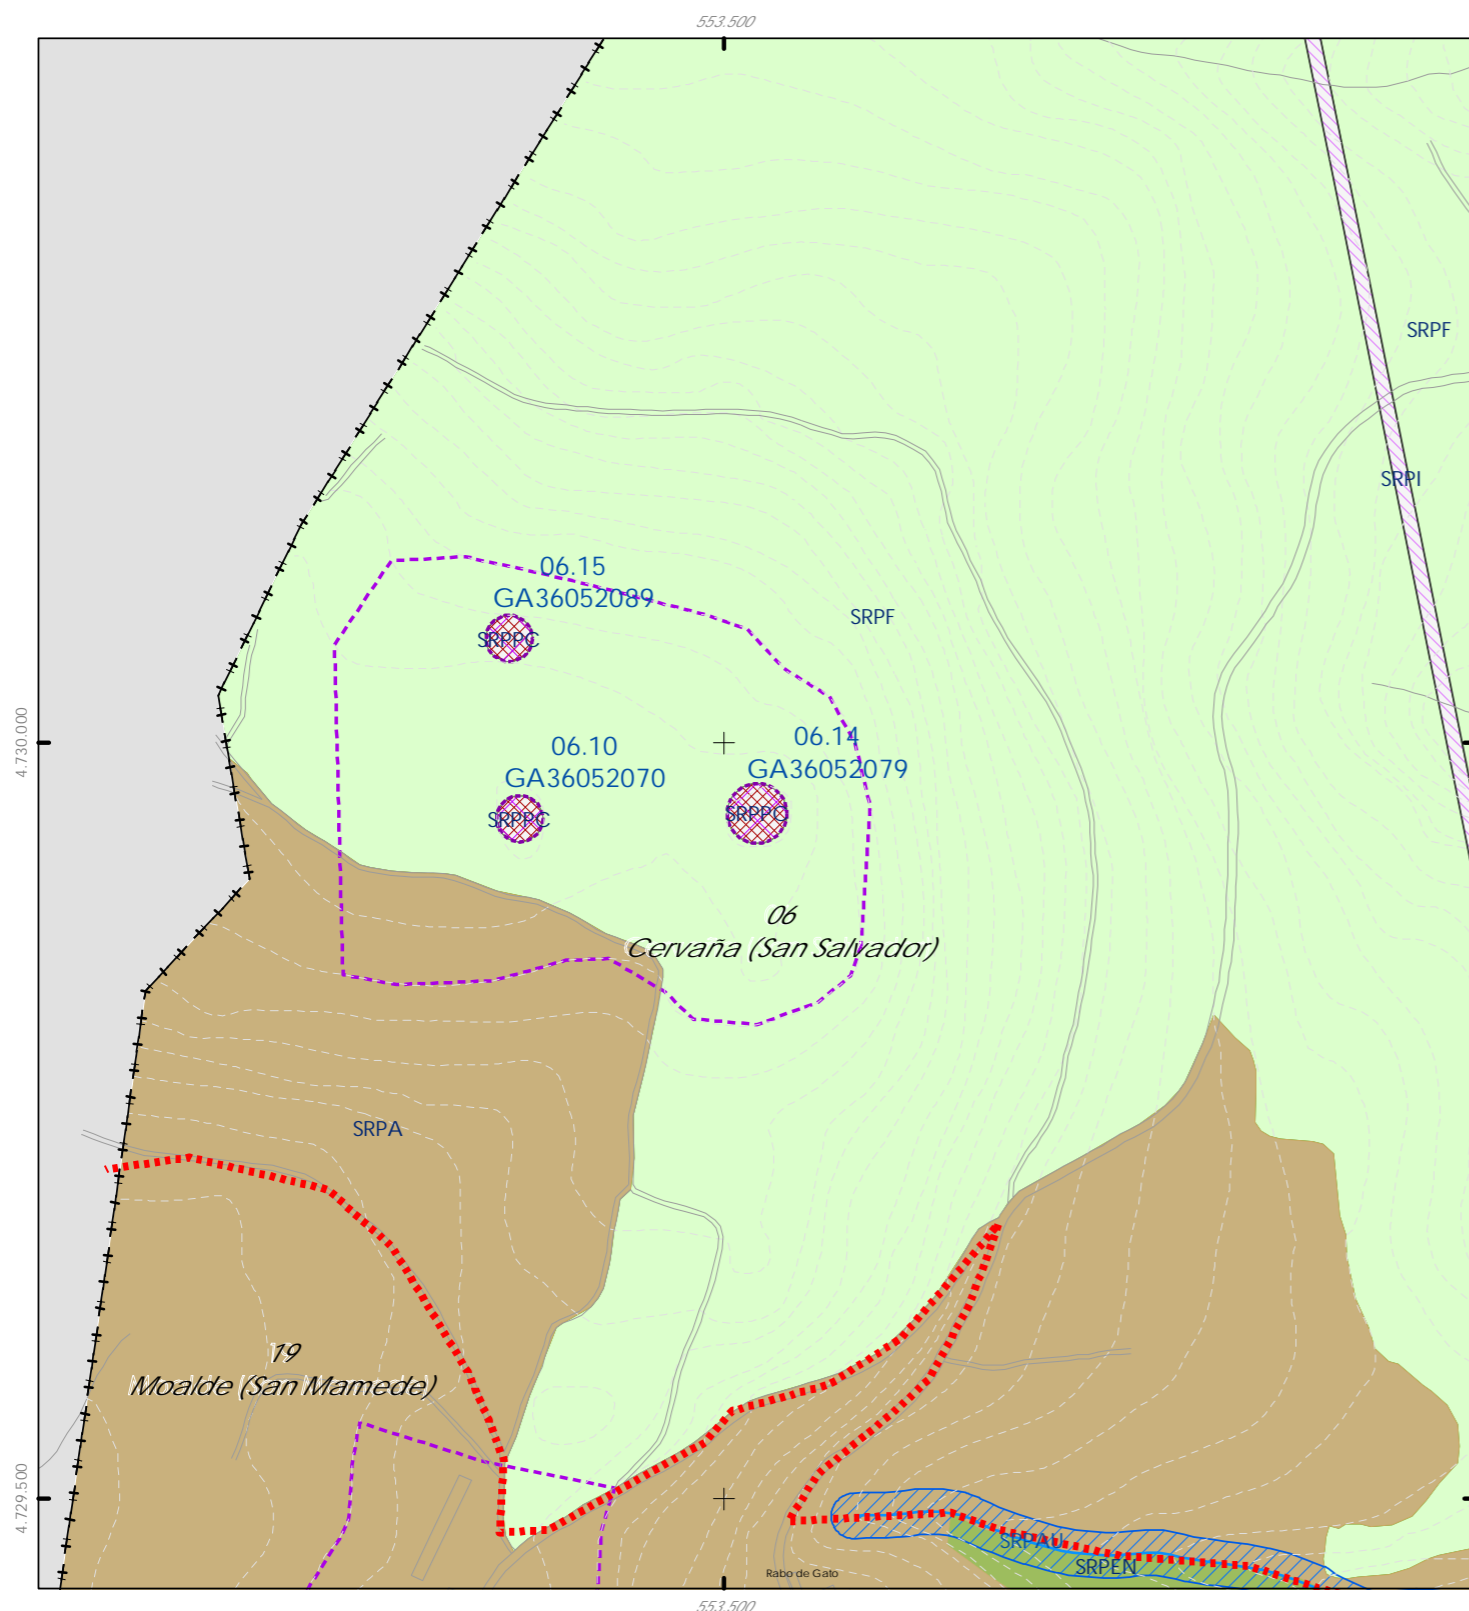 553.500
SRPF
SRPI
06.15
GA36052089
SRPPC
SRPF
4.730.000
06.10
GA36052070
SRPPC
06.14
GA36052079
SRPPC
06
Cervaña (San Salvador)
SRPA
19
Moalde (San Mamede)
4.729.500
SRPAU
SRPEN
Rabo de Gato
553.500